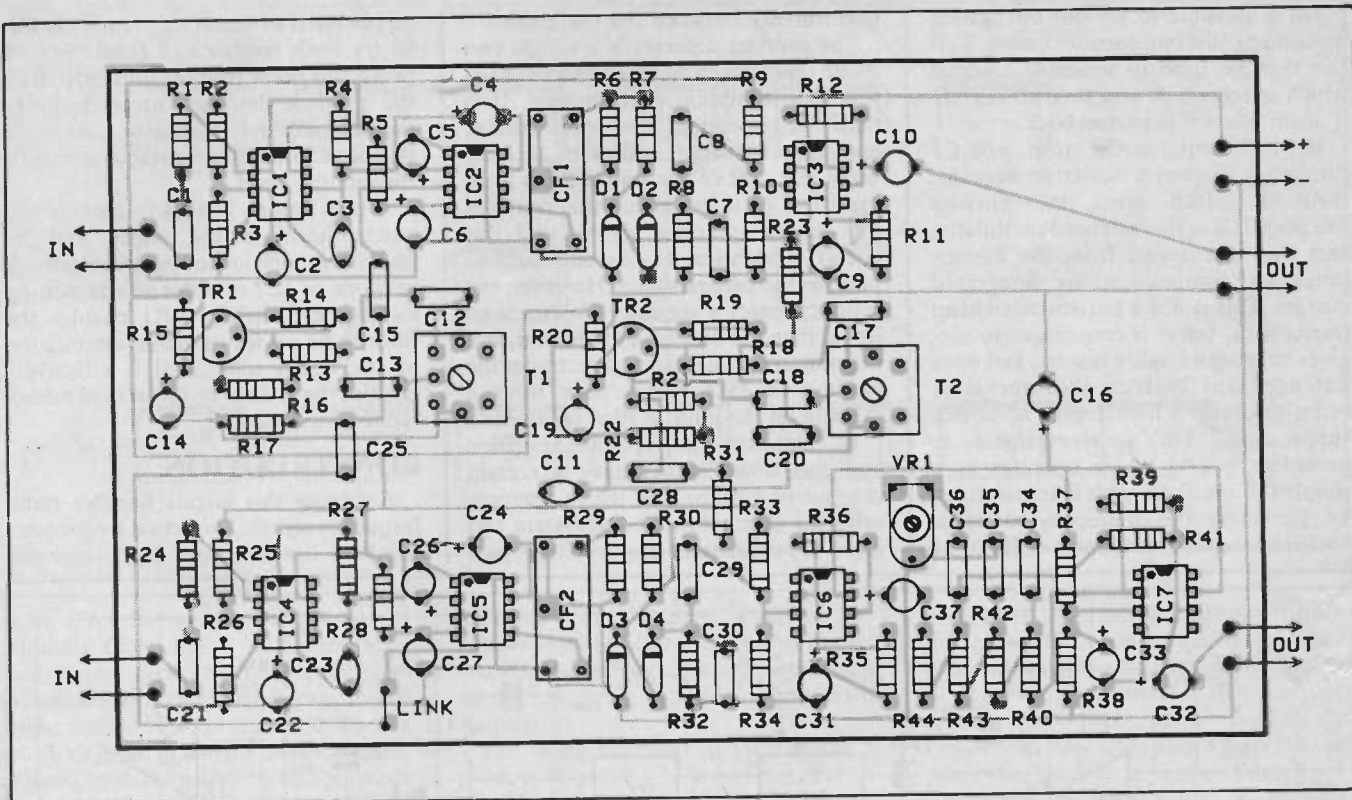 R1 R2 R4 R5 C4 R6 R7 R9 R12
C5 C8 C10 +
IC1 IC2 CF1 IC3
C1 D1 D2 R8 R10
R3 C3 C6 C7 R23 R11
IN C2 C9 OUT
TR1 R14 TR2 R19
R15 C15 C12 R20 C17
R13 C13 T1 R18 T2
R16 R21 C18 C16
C14 R17 C25 C19 R22 C20
R31 VR1
C11 C28 R39
R27 C24 R29 R30 R33 R36 C36 C35 C34 R37
R24 R25 C26 C29 R41
IC4 IC5 CF2 IC6 IC7
R26 R28 D3 D4 C30 C37 R42
C23 C27 R35 C33 OUT
IN
C21 C22 LINK R32 R34 C31 R44 R43 R40 R38 C32